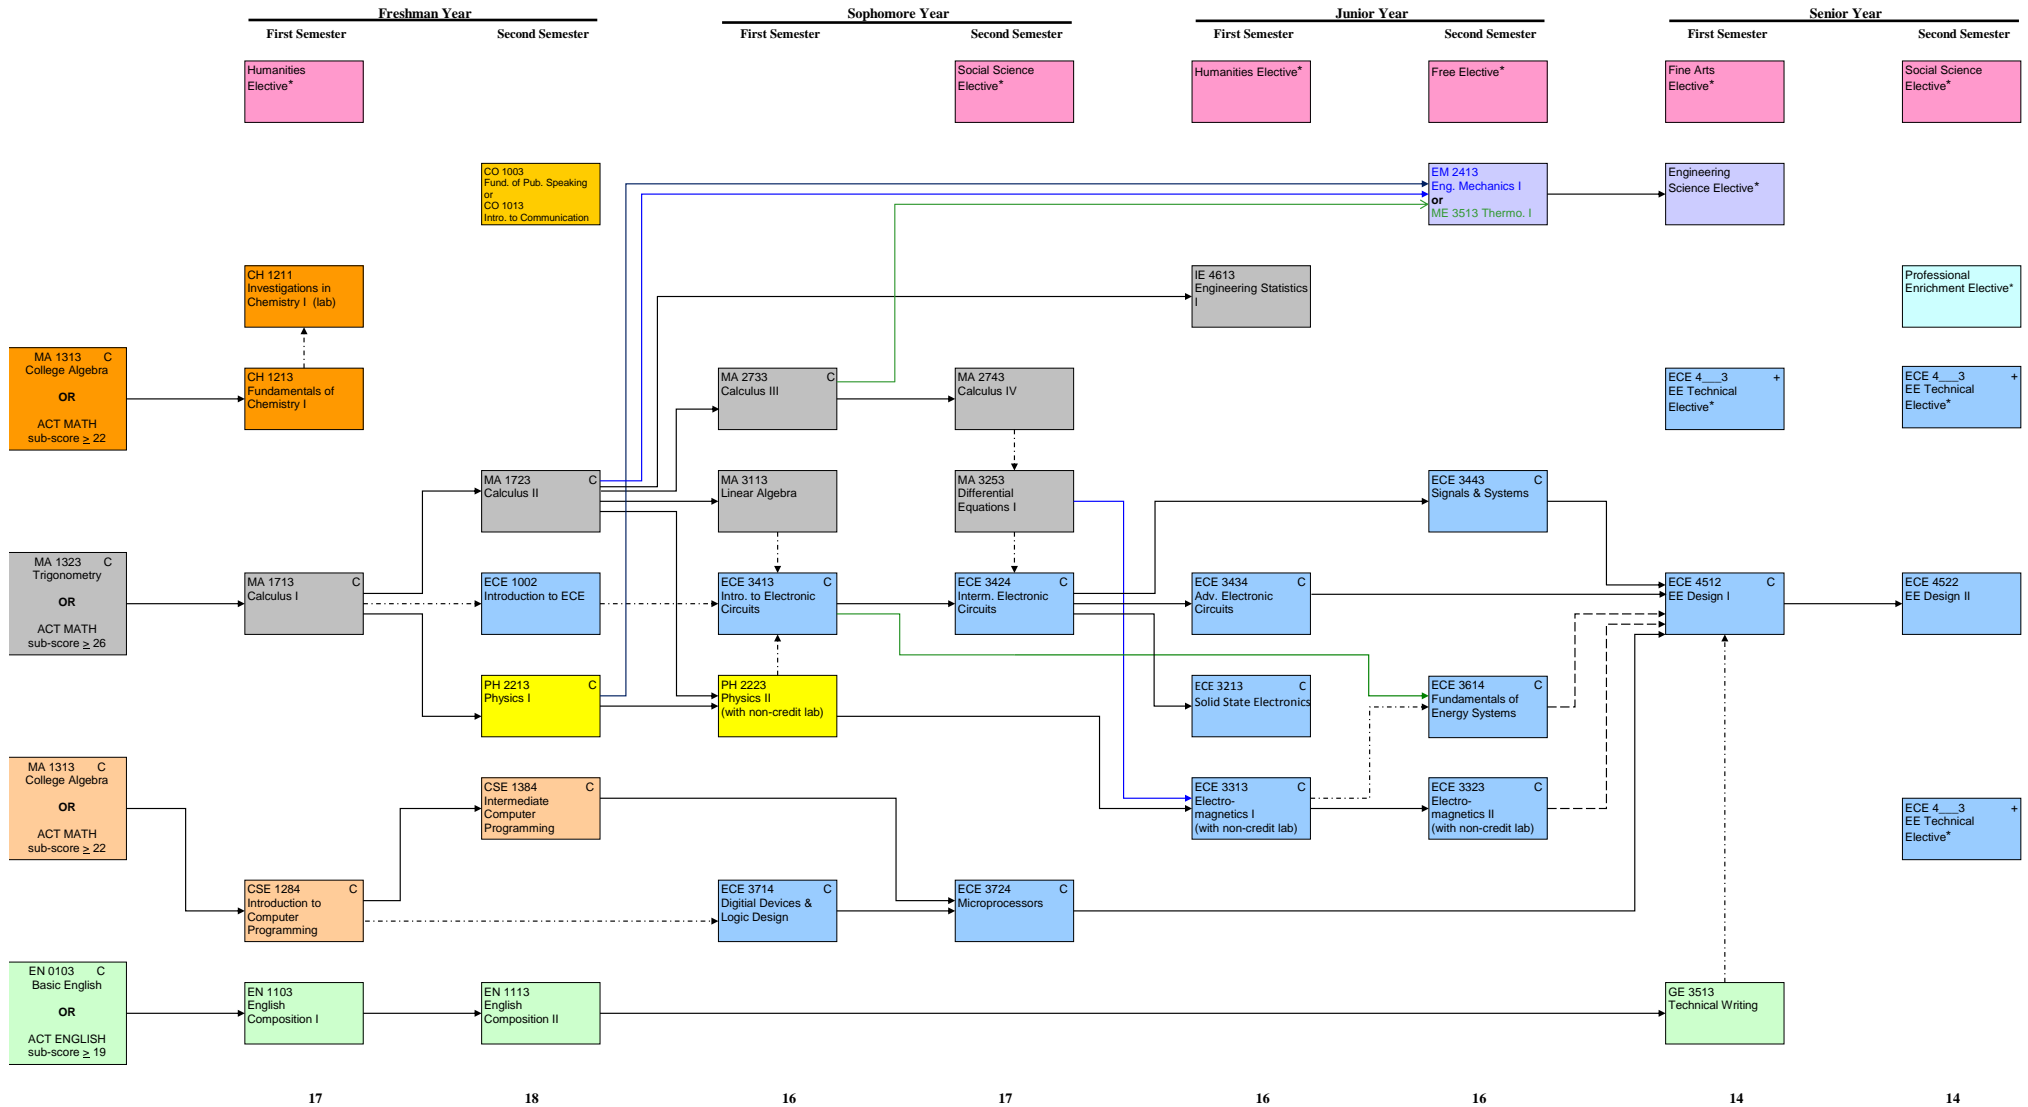 Freshman Year
Sophomore Year
Junior Year
Senior Year
First Semester
Second Semester
First Semester
Second Semester
First Semester
Second Semester
First Semester
Second Semester
Humanities
Elective*
Social Science
Elective*
Humanities Elective*
Free Elective*
Fine Arts
Elective*
Social Science
Elective*
CO 1003
Fund. of Pub. Speaking
or
CO 1013
Intro. to Communication
EM 2413
Eng. Mechanics I
or
ME 3513 Thermo. I
Engineering
Science Elective*
CH 1211
Investigations in
Chemistry I (lab)
IE 4613
Engineering Statistics
I
Professional
Enrichment Elective*
MA 1313 C
College Algebra
OR
ACT MATH
sub-score ≥ 22
CH 1213
Fundamentals of
Chemistry I
MA 2733 C
Calculus III
MA 2743
Calculus IV
ECE 4___3 +
EE Technical
Elective*
ECE 4___3 +
EE Technical
Elective*
MA 1723 C
Calculus II
MA 3113
Linear Algebra
MA 3253
Differential
Equations I
ECE 3443 C
Signals & Systems
MA 1323 C
Trigonometry
OR
ACT MATH
sub-score ≥ 26
MA 1713 C
Calculus I
ECE 1002
Introduction to ECE
ECE 3413 C
Intro. to Electronic
Circuits
ECE 3424 C
Interm. Electronic
Circuits
ECE 3434 C
Adv. Electronic
Circuits
ECE 4512 C
EE Design I
ECE 4522
EE Design II
PH 2213 C
Physics I
PH 2223
Physics II
(with non-credit lab)
ECE 3213 C
Solid State Electronics
ECE 3614 C
Fundamentals of
Energy Systems
MA 1313 C
College Algebra
OR
ACT MATH
sub-score ≥ 22
CSE 1384 C
Intermediate
Computer
Programming
ECE 3313 C
Electro-
magnetics I
(with non-credit lab)
ECE 3323 C
Electro-
magnetics II
(with non-credit lab)
ECE 4___3 +
EE Technical
Elective*
CSE 1284 C
Introduction to
Computer
Programming
ECE 3714 C
Digitial Devices &
Logic Design
ECE 3724 C
Microprocessors
EN 0103 C
Basic English
OR
ACT ENGLISH
sub-score ≥ 19
EN 1103
English
Composition I
EN 1113
English
Composition II
GE 3513
Technical Writing
17
18
16
17
16
16
14
14